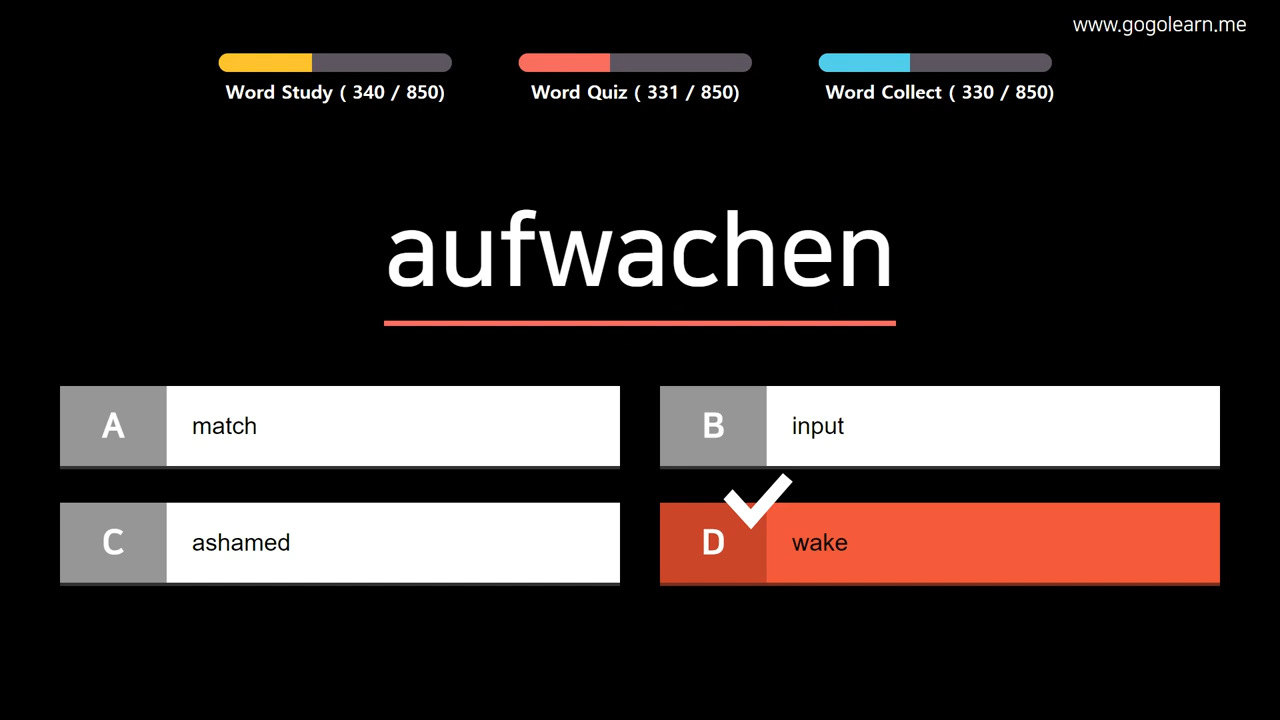 www.gogolearn.me
Word Study ( 340 / 850)
Word Quiz ( 331 / 850)
Word Collect ( 330 / 850)
aufwachen
A match
B input
C ashamed
D wake